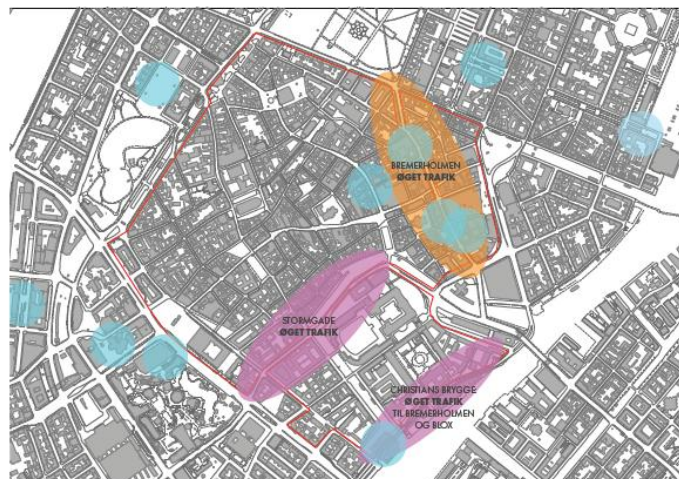 BREMERHOLMEN
ØGET TRAFIK
STORMGADE
ØGET TRAFIK
CHRISTIANS BRYGGE:
ØGET TRAFIK
TIL BREMERHOLMEN
OG BLOX